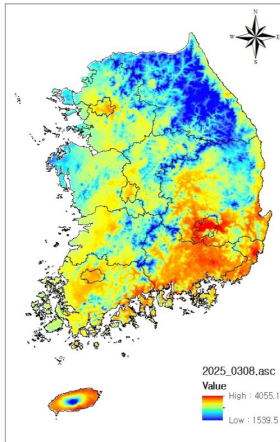 N
W
E
S
2025_0308.asc
Value
High : 4055.1
Low : 1539.5